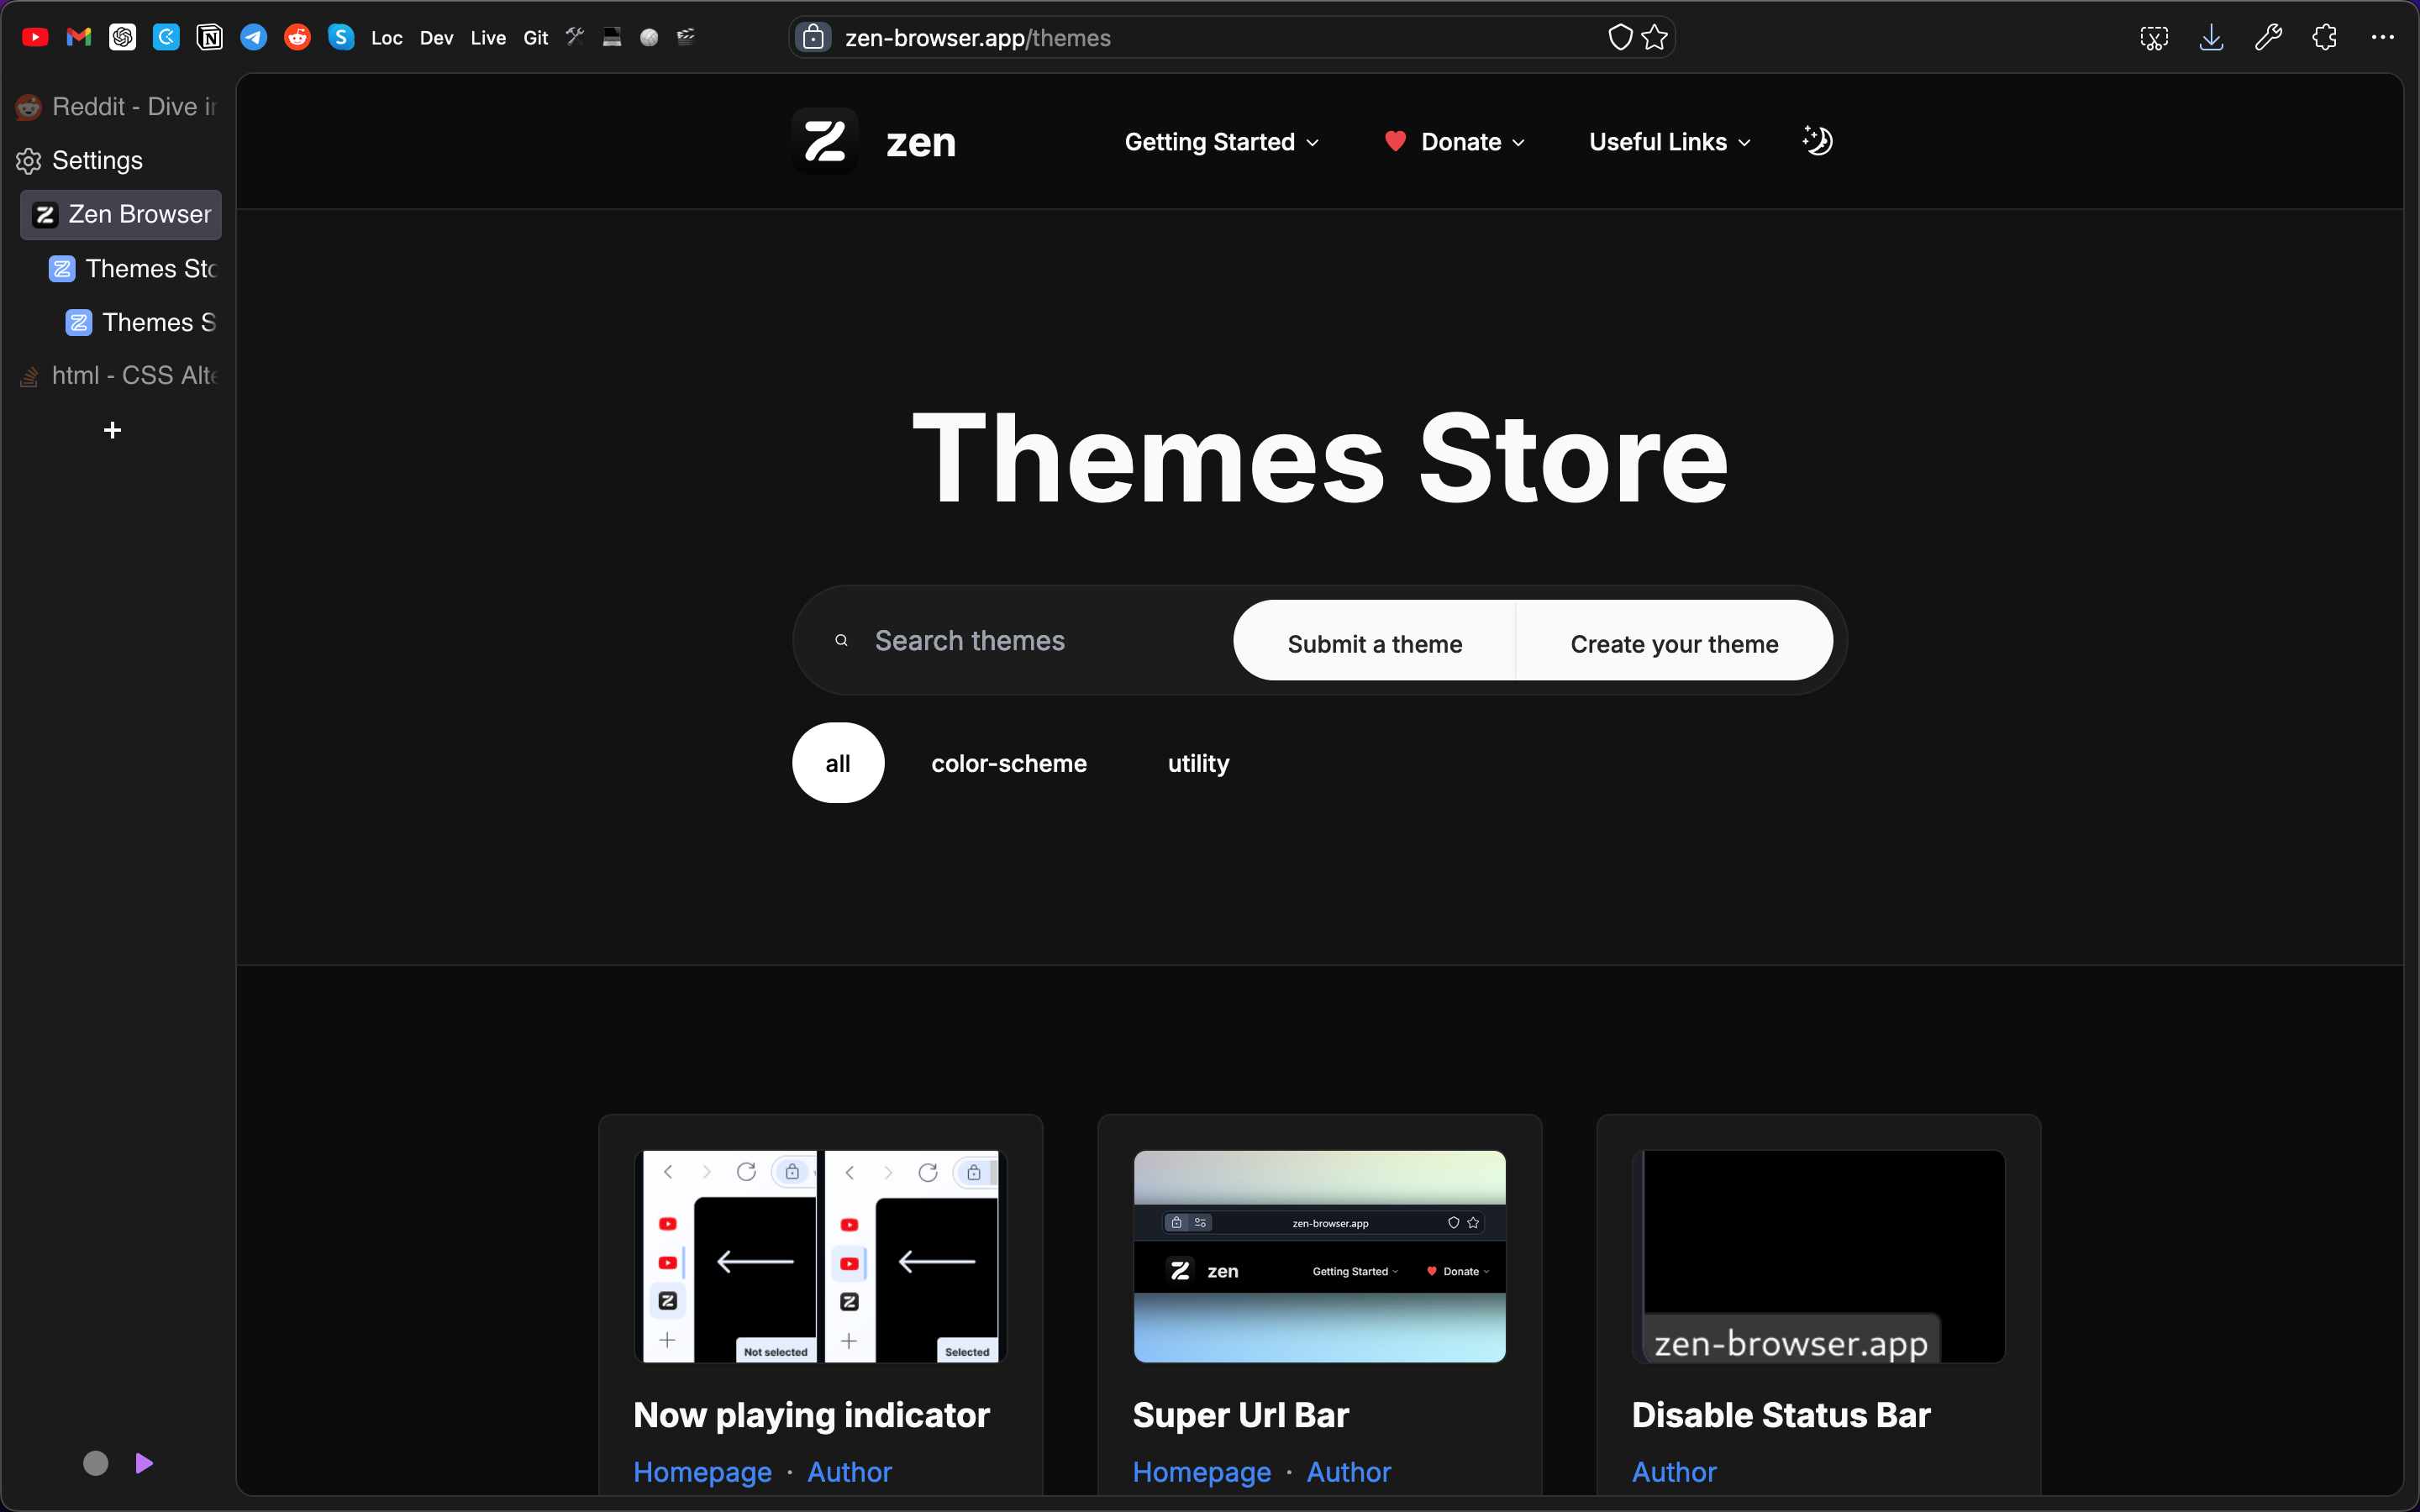 Loc Dev Live Git
zen-browser.app/themes
Reddit - Dive in
Settings
Zen Browser
Themes Sto
Themes S
html - CSS Alte
zen
Getting Started
Donate
Useful Links
Themes Store
Search themes
Submit a theme
Create your theme
all
color-scheme
utility
Not selected
Selected
Now playing indicator
Homepage · Author
zen-browser.app
zen
Getting Started
Donate
Super Url Bar
Homepage · Author
zen-browser.app
Disable Status Bar
Author